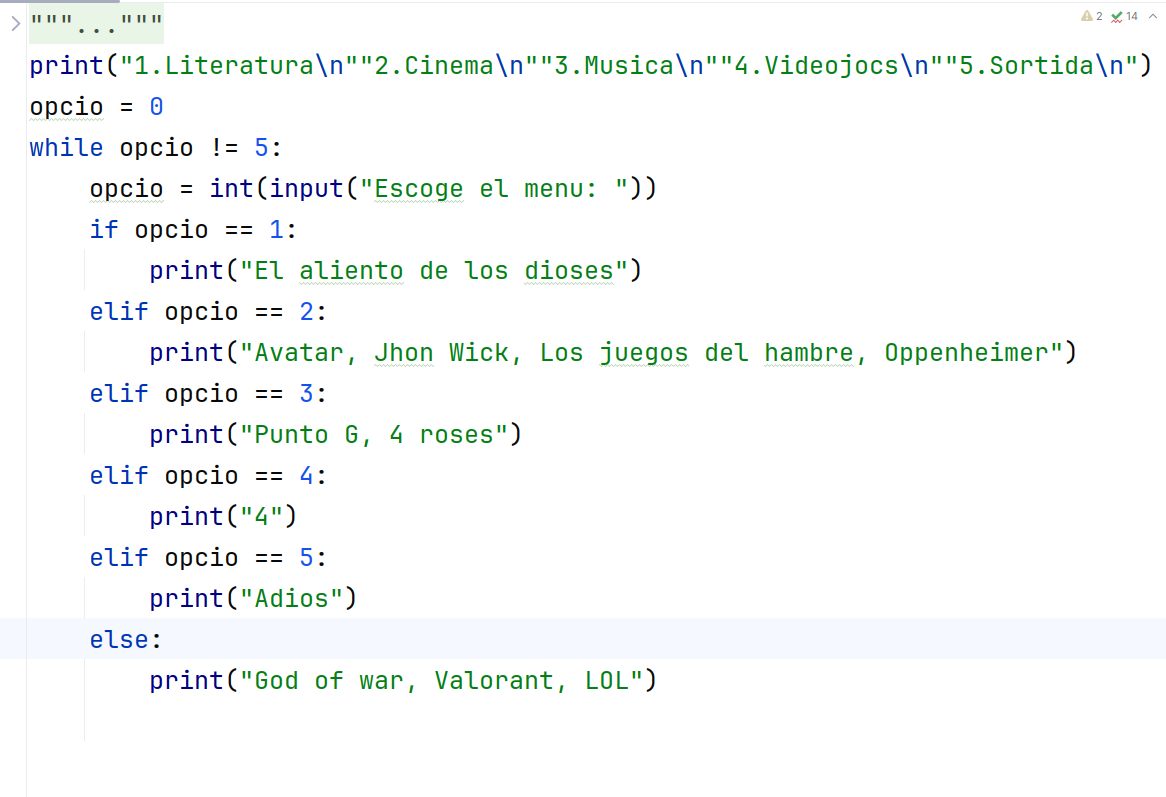 """..."""
2 14
print("1.Literatura\n""2.Cinema\n""3.Musica\n""4.Videojocs\n""5.Sortida\n")
opcio = 0
while opcio != 5:
    opcio = int(input("Escoge el menu: "))
    if opcio == 1:
        print("El aliento de los dioses")
    elif opcio == 2:
        print("Avatar, Jhon Wick, Los juegos del hambre, Oppenheimer")
    elif opcio == 3:
        print("Punto G, 4 roses")
    elif opcio == 4:
        print("4")
    elif opcio == 5:
        print("Adios")
    else:
        print("God of war, Valorant, LOL")